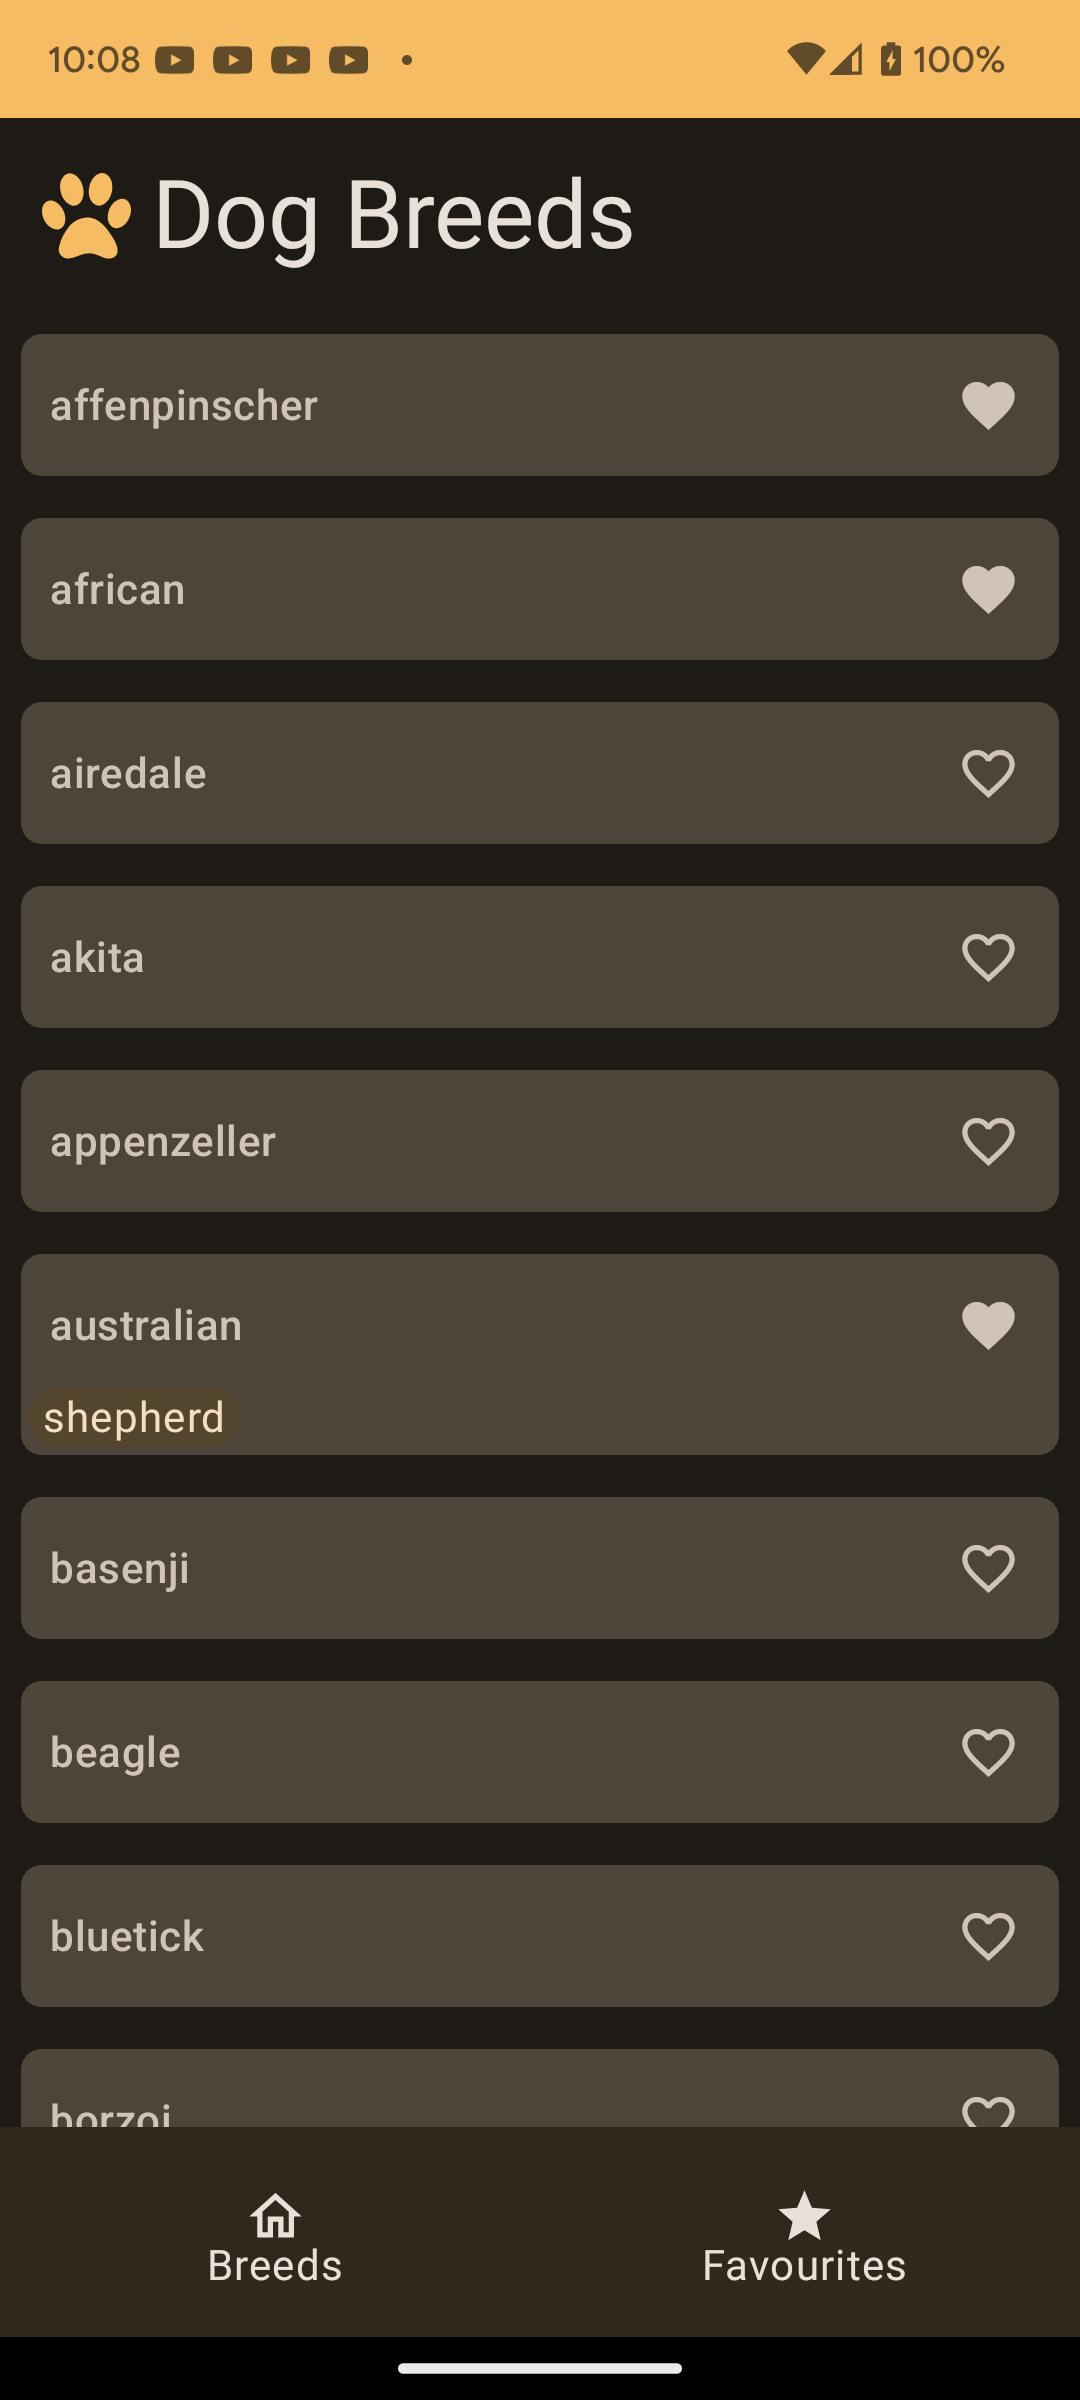 10:08 100%
Dog Breeds
affenpinscher
african
airedale
akita
appenzeller
australian
shepherd
basenji
beagle
bluetick
borzoi
Breeds
Favourites